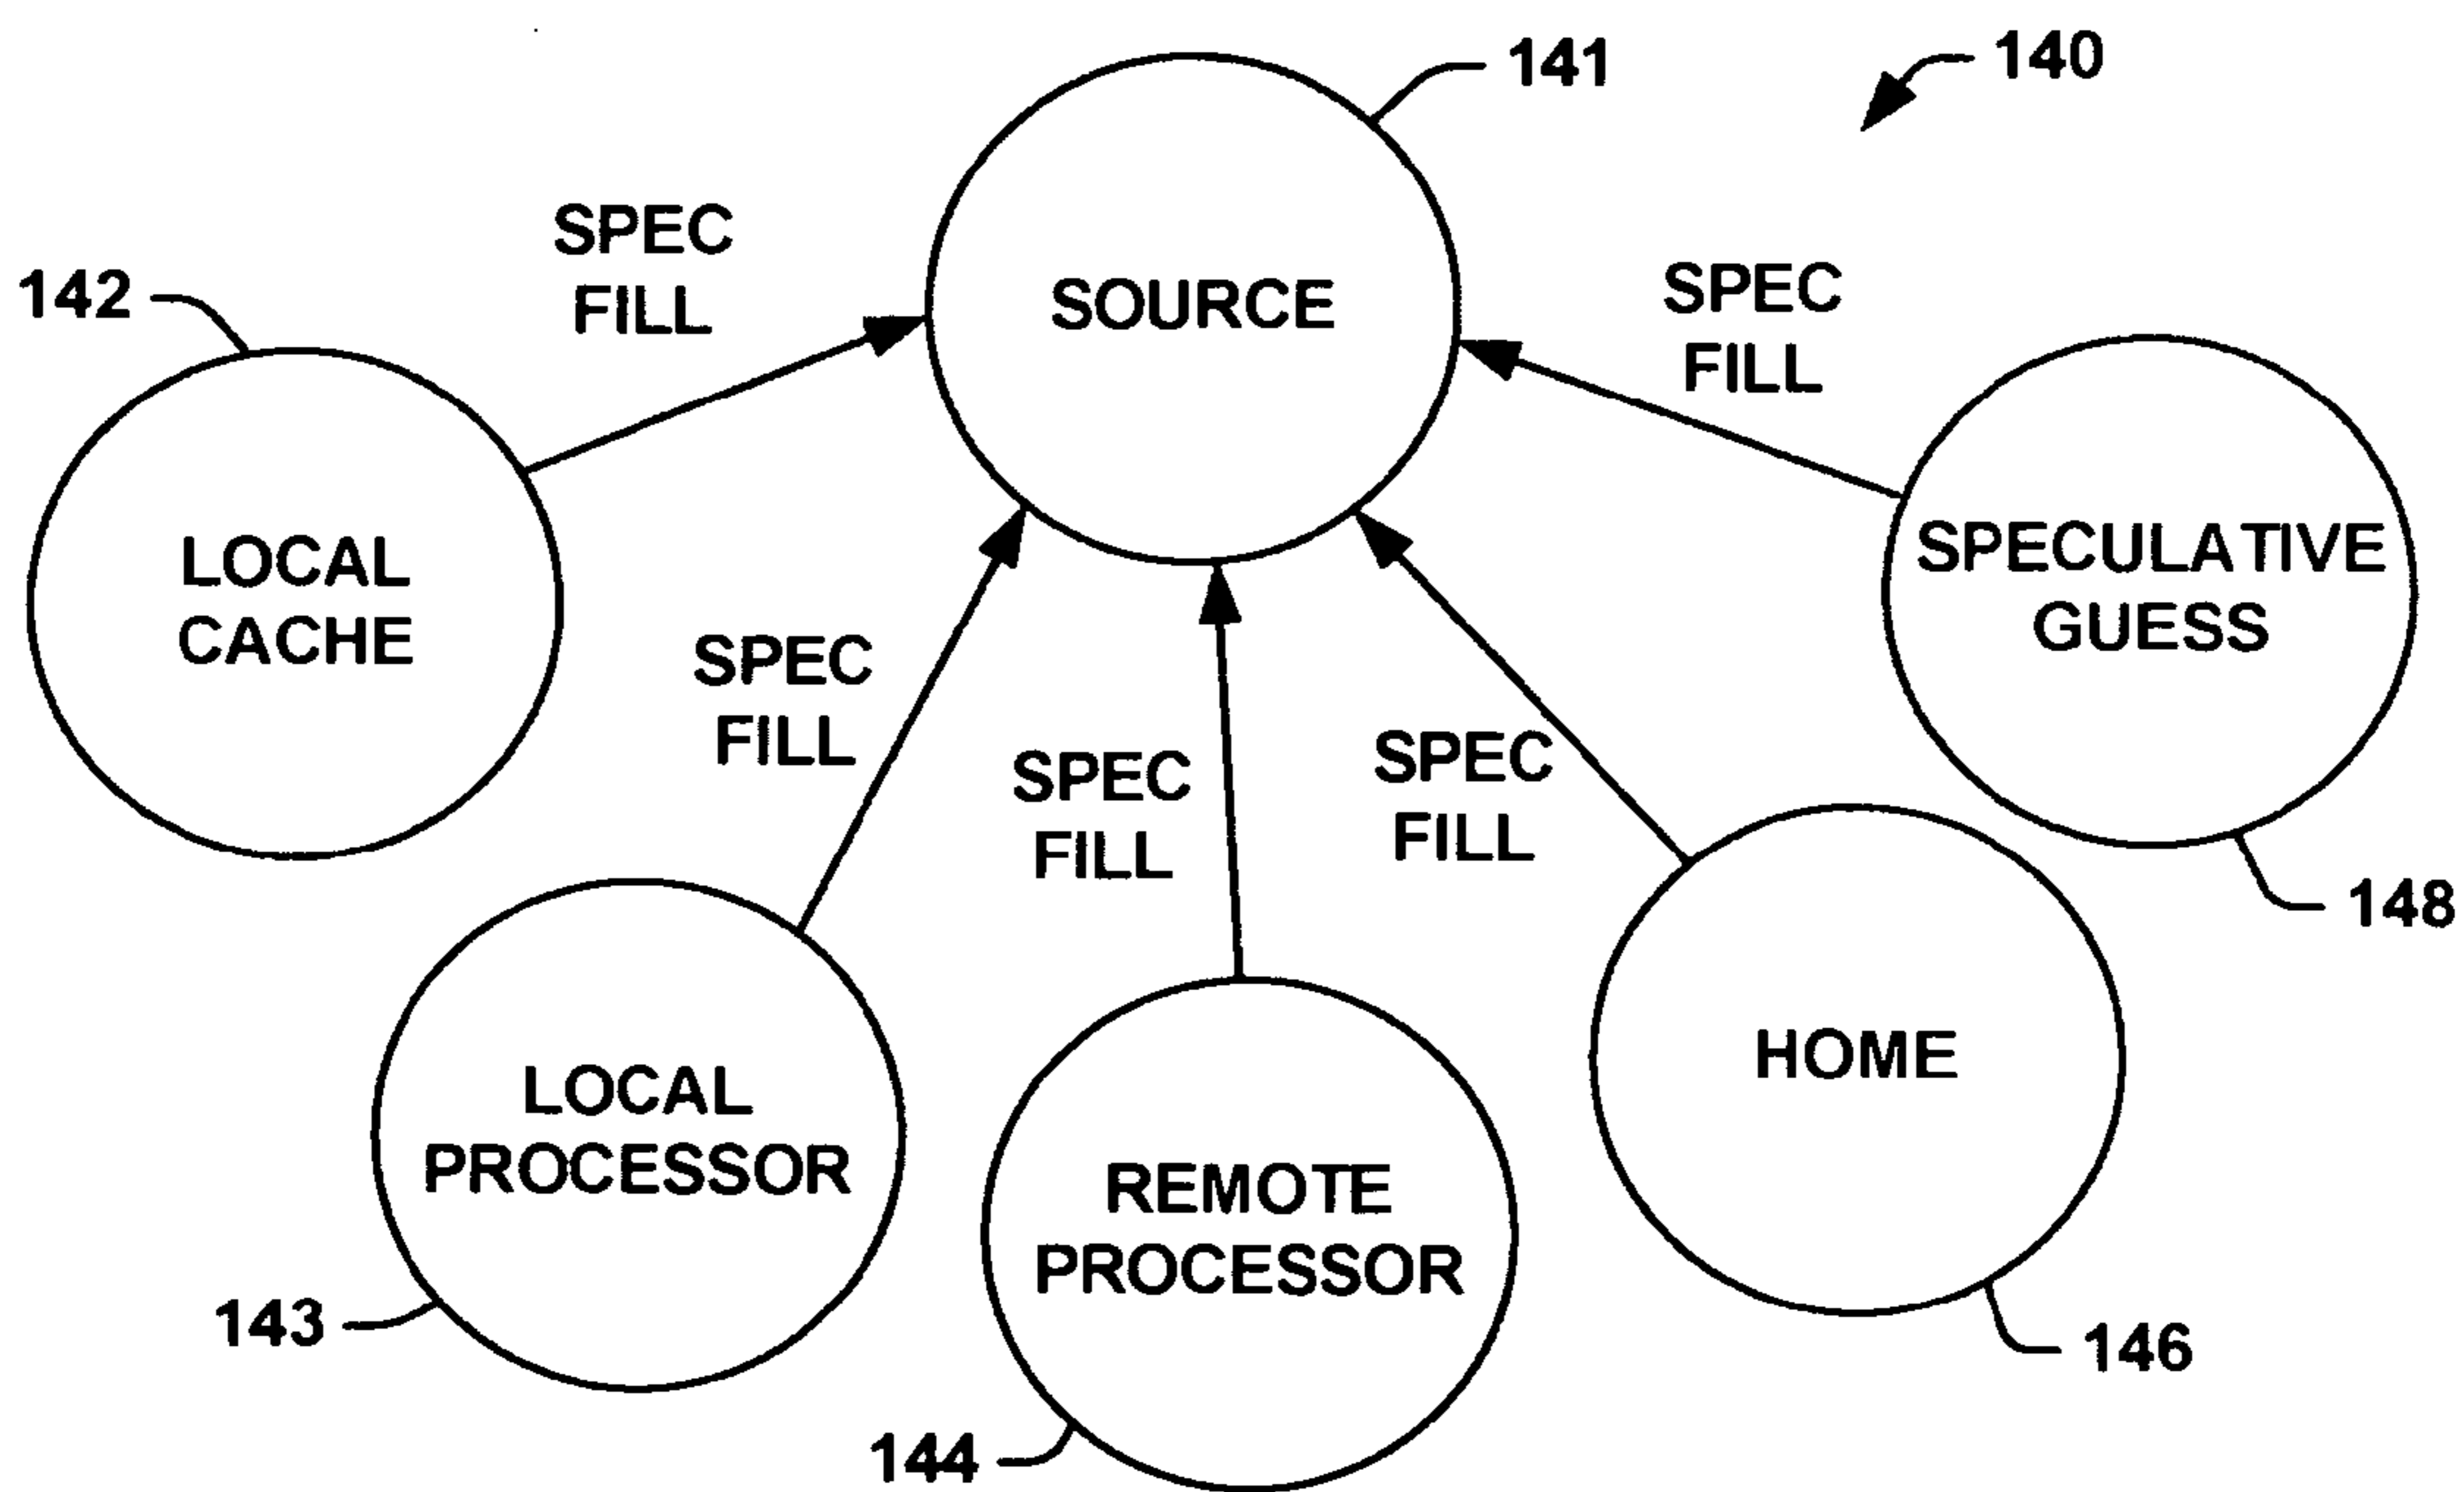 141
140
SPEC
FILL
142
SOURCE
SPEC
FILL
LOCAL
CACHE
SPECULATIVE
GUESS
SPEC
FILL
SPEC
FILL
SPEC
FILL
148
LOCAL
PROCESSOR
HOME
REMOTE
PROCESSOR
143
146
144